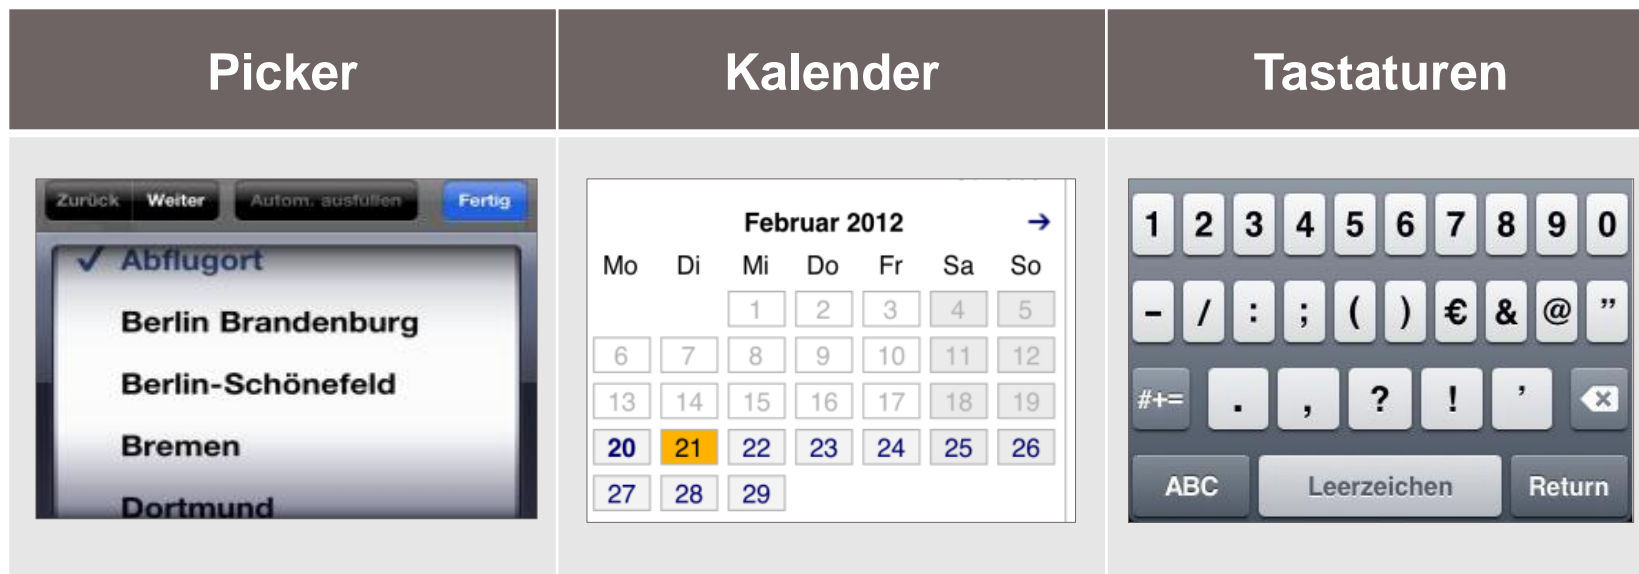 Picker
Kalender
Tastaturen
Zurück Weiter Autom. ausfüllen Fertig
✓ Abflugort
Berlin Brandenburg
Berlin-Schönefeld
Bremen
Dortmund
Februar 2012 →
Mo Di Mi Do Fr Sa So
1 2 3 4 5
6 7 8 9 10 11 12
13 14 15 16 17 18 19
20 21 22 23 24 25 26
27 28 29
1 2 3 4 5 6 7 8 9 0
- / : ; ( ) € & @ ”
#+= . , ? ! ’
ABC Leerzeichen Return